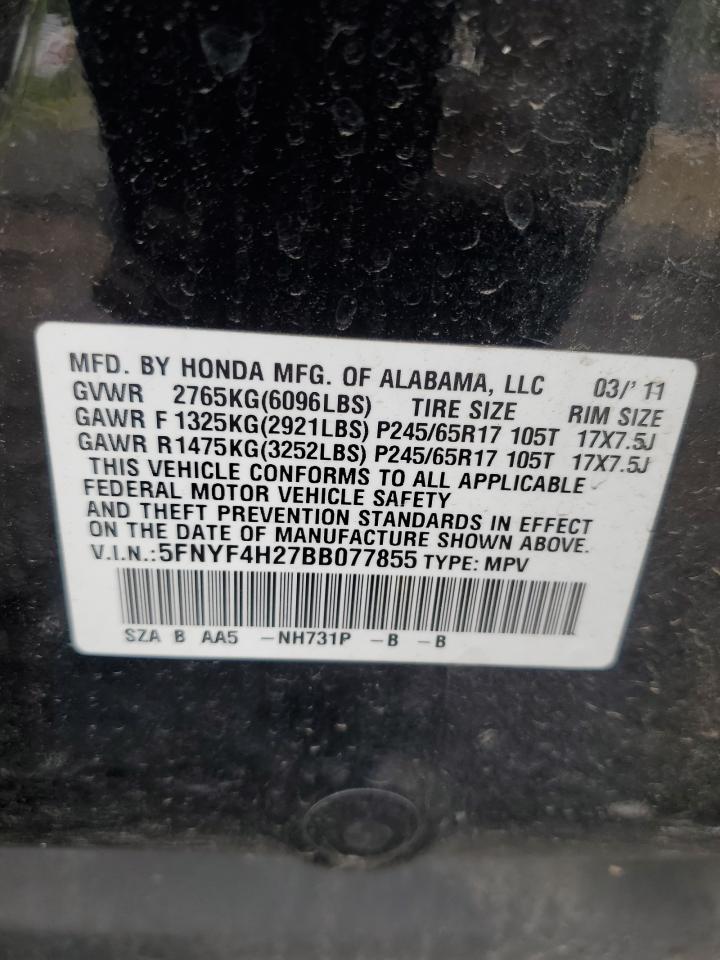 MFD. BY HONDA MFG. OF ALABAMA, LLC 03/' 11
GVWR 2765KG(6096LBS) TIRE SIZE RIM SIZE
GAWR F 1325KG(2921LBS) P245/65R17 105T 17X7.5J
GAWR R1475KG(3252LBS) P245/65R17 105T 17X7.5J
THIS VEHICLE CONFORMS TO ALL APPLICABLE
FEDERAL MOTOR VEHICLE SAFETY
AND THEFT PREVENTION STANDARDS IN EFFECT
ON THE DATE OF MANUFACTURE SHOWN ABOVE.
V.I.N.:5FNYF4H27BB077855 TYPE: MPV
SZA B AA5 -NH731P -B -B